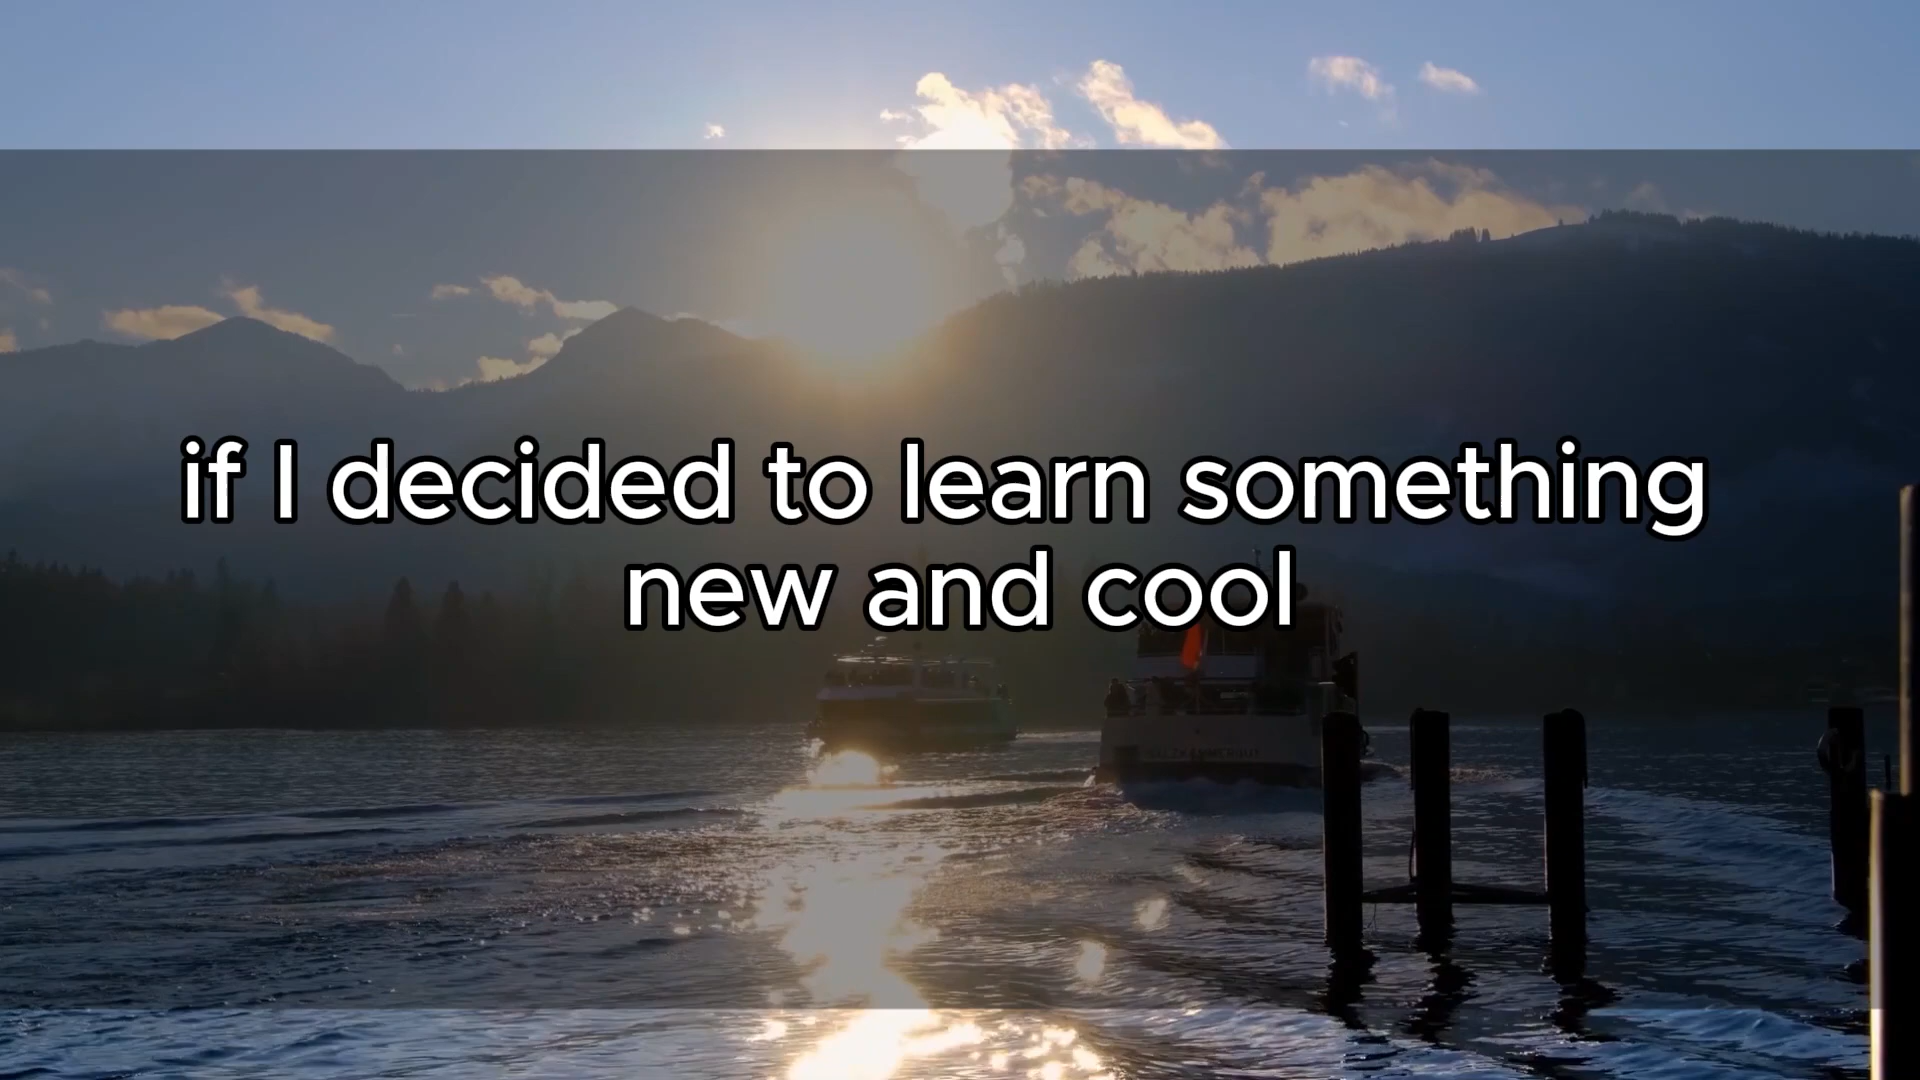 if I decided to learn something
new and cool